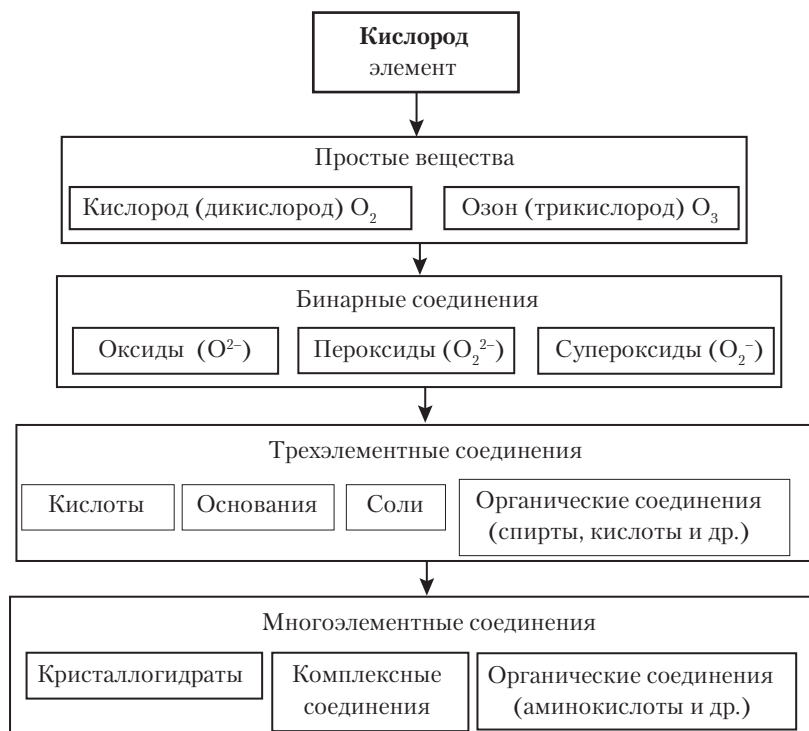 Кислород
элемент
Простые вещества
Кислород (дикислород) O₂
Озон (трикислород) O₃
Бинарные соединения
Оксиды (O²⁻)
Пероксиды (O₂²⁻)
Супероксиды (O₂⁻)
Трехэлементные соединения
Кислоты
Основания
Соли
Органические соединения
(спирты, кислоты и др.)
Многоэлементные соединения
Кристаллогидраты
Комплексные
соединения
Органические соединения
(аминокислоты и др.)